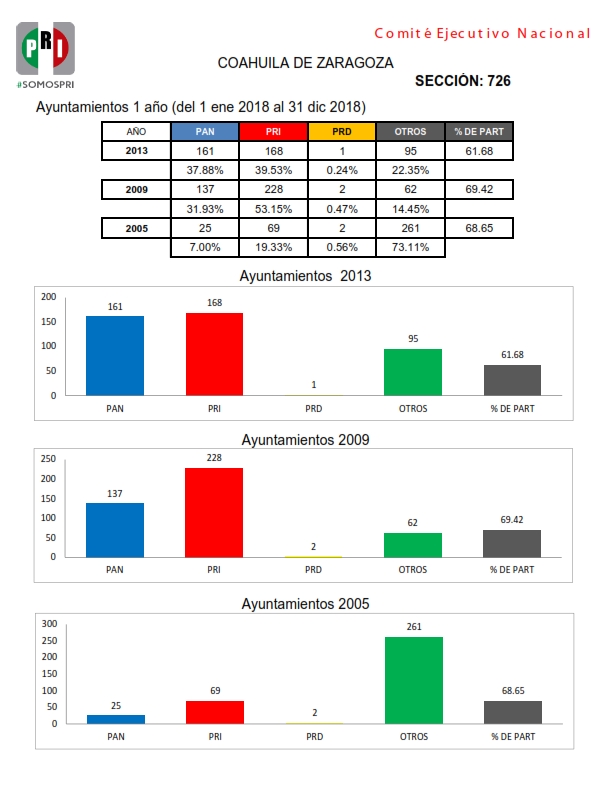 Comité Ejecutivo Nacional
PRI
#SOMOSPRI
COAHUILA DE ZARAGOZA
SECCIÓN: 726
Ayuntamientos 1 año (del 1 ene 2018 al 31 dic 2018)
AÑO PAN PRI PRD OTROS % DE PART
2013 161 168 1 95 61.68
37.88% 39.53% 0.24% 22.35%
2009 137 228 2 62 69.42
31.93% 53.15% 0.47% 14.45%
2005 25 69 2 261 68.65
7.00% 19.33% 0.56% 73.11%
Ayuntamientos 2013
200
150
100
50
0
161 168 1 95 61.68
PAN PRI PRD OTROS % DE PART
Ayuntamientos 2009
250
200
150
100
50
0
137 228 2 62 69.42
PAN PRI PRD OTROS % DE PART
Ayuntamientos 2005
300
250
200
150
100
50
0
25 69 2 261 68.65
PAN PRI PRD OTROS % DE PART